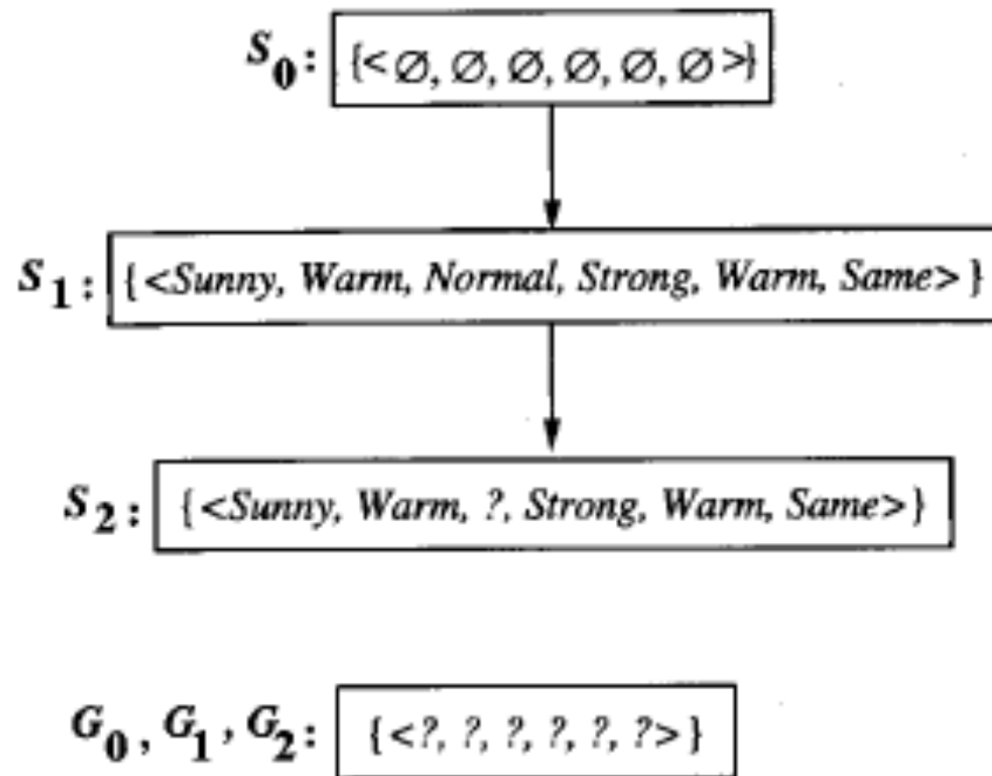 S0: {<∅, ∅, ∅, ∅, ∅, ∅>}
S1: {<Sunny, Warm, Normal, Strong, Warm, Same>}
S2: {<Sunny, Warm, ?, Strong, Warm, Same>}
G0, G1, G2: {<?, ?, ?, ?, ?, ?>}